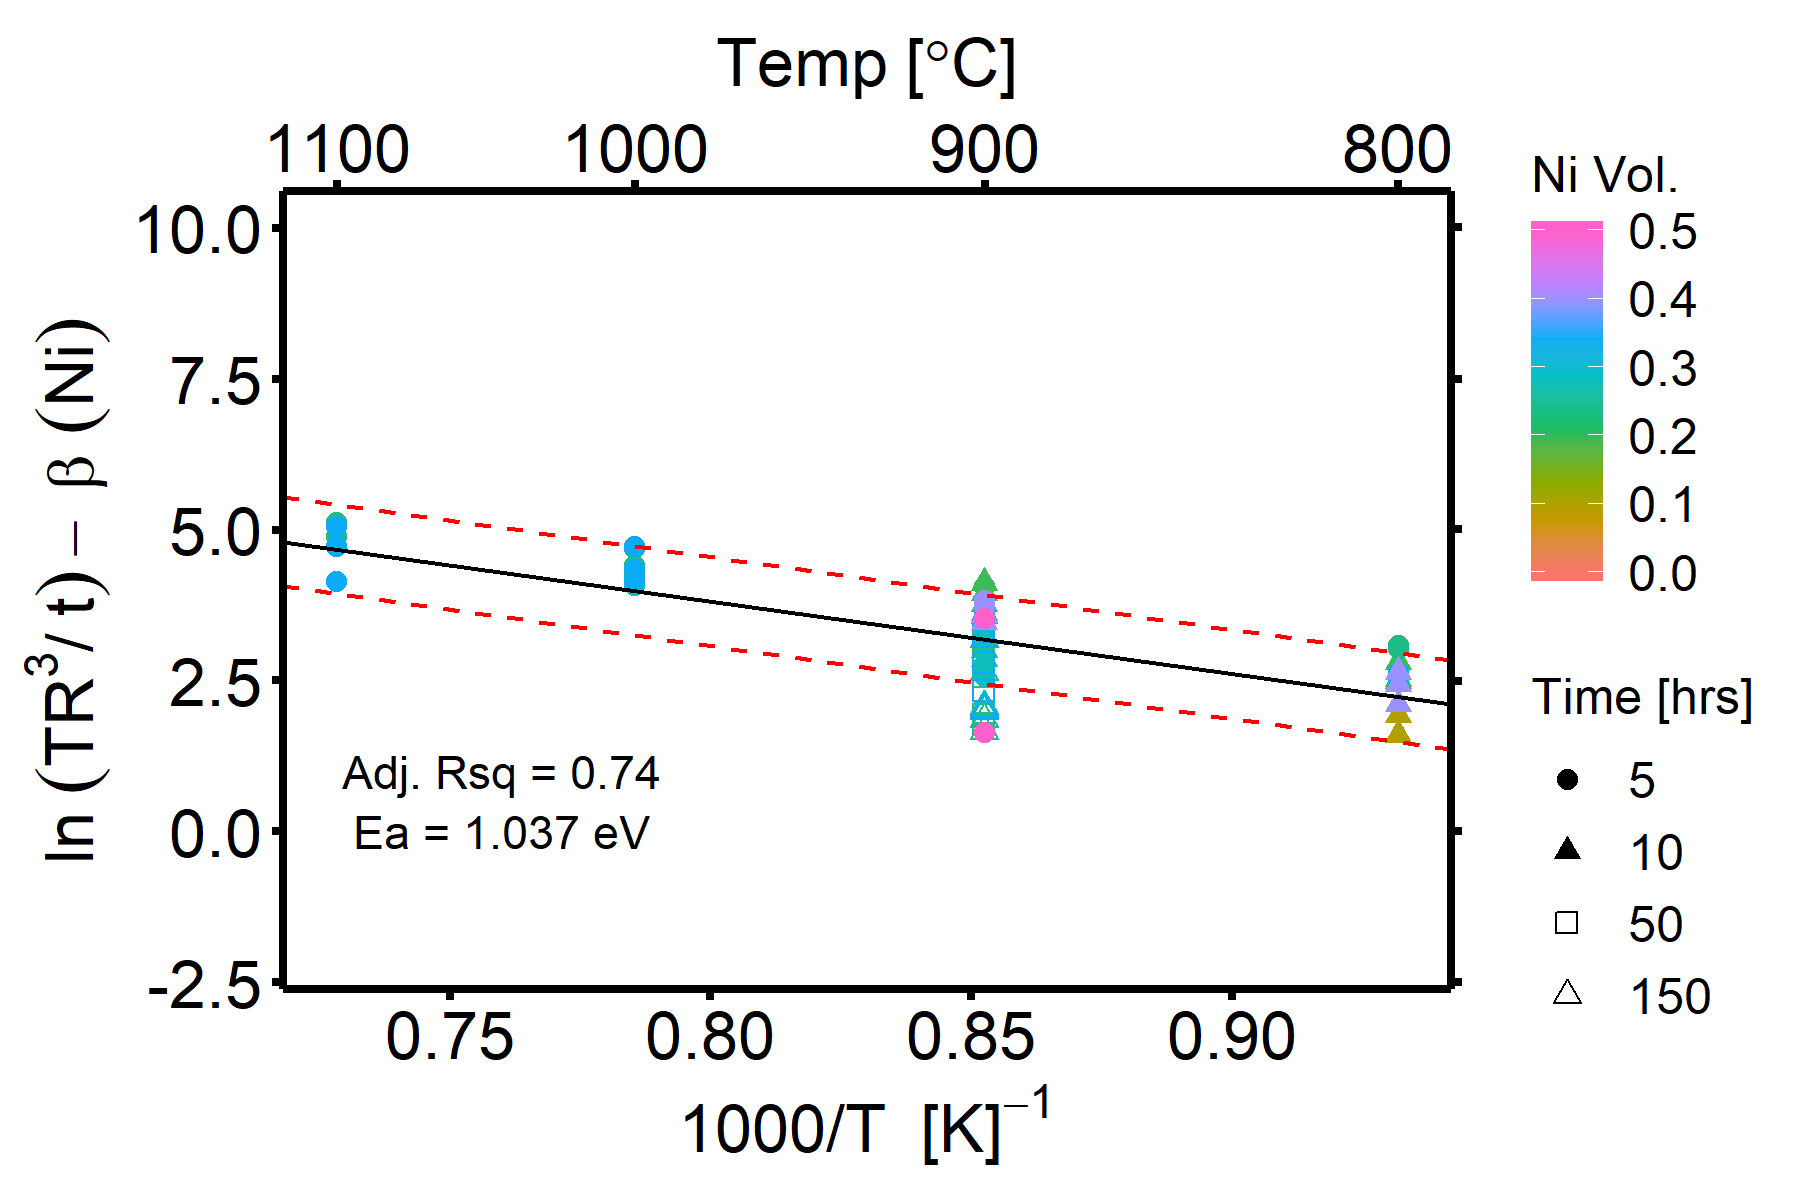 Temp [°C]
1100 1000 900 800
10.0
7.5
5.0
2.5
0.0
-2.5
ln (TR³/ t) − β (Ni)
Adj. Rsq = 0.74
Ea = 1.037 eV
0.75 0.80 0.85 0.90
1000/T [K]⁻¹
Ni Vol.
0.5
0.4
0.3
0.2
0.1
0.0
Time [hrs]
5
10
50
150